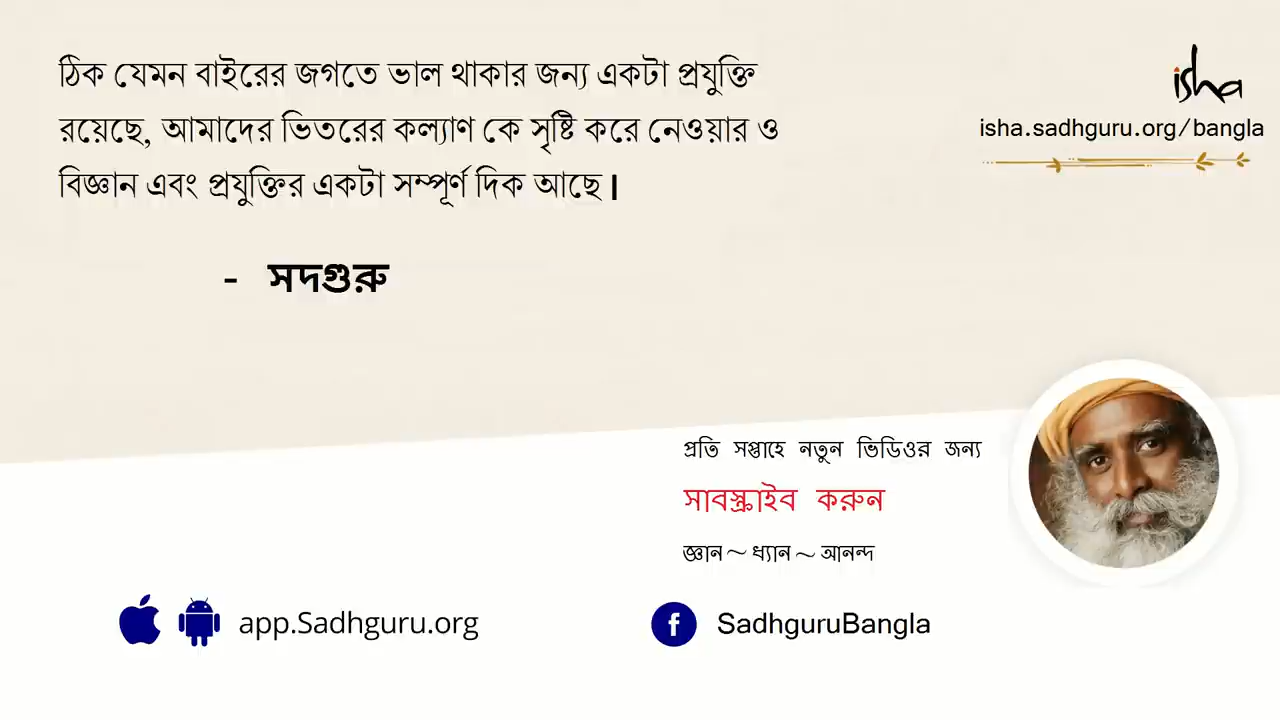 ঠিক যেমন বাইরের জগতে ভাল থাকার জন্য একটা প্রযুক্তি
রয়েছে, আমাদের ভিতরের কল্যাণ কে সৃষ্টি করে নেওয়ার ও
বিজ্ঞান এবং প্রযুক্তির একটা সম্পূর্ণ দিক আছে।
- সদগুরু
isha
isha.sadhguru.org/bangla
প্রতি সপ্তাহে নতুন ভিডিওর জন্য
সাবস্ক্রাইব করুন
জ্ঞান ~ ধ্যান ~ আনন্দ
app.Sadhguru.org
f SadhguruBangla